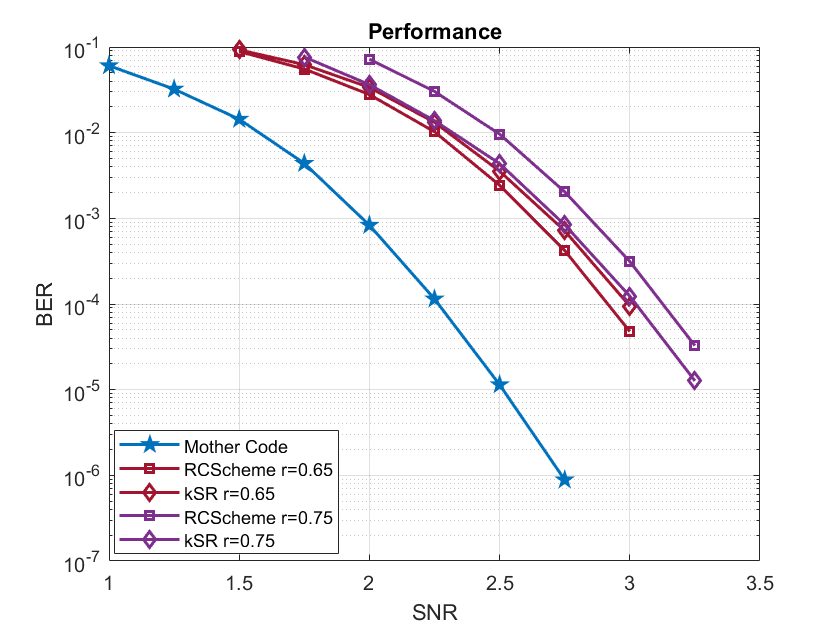 Performance
10^-1
10^-2
10^-3
10^-4
10^-5
10^-6
10^-7
BER
Mother Code
RCScheme r=0.65
kSR r=0.65
RCScheme r=0.75
kSR r=0.75
1 1.5 2 2.5 3 3.5
SNR